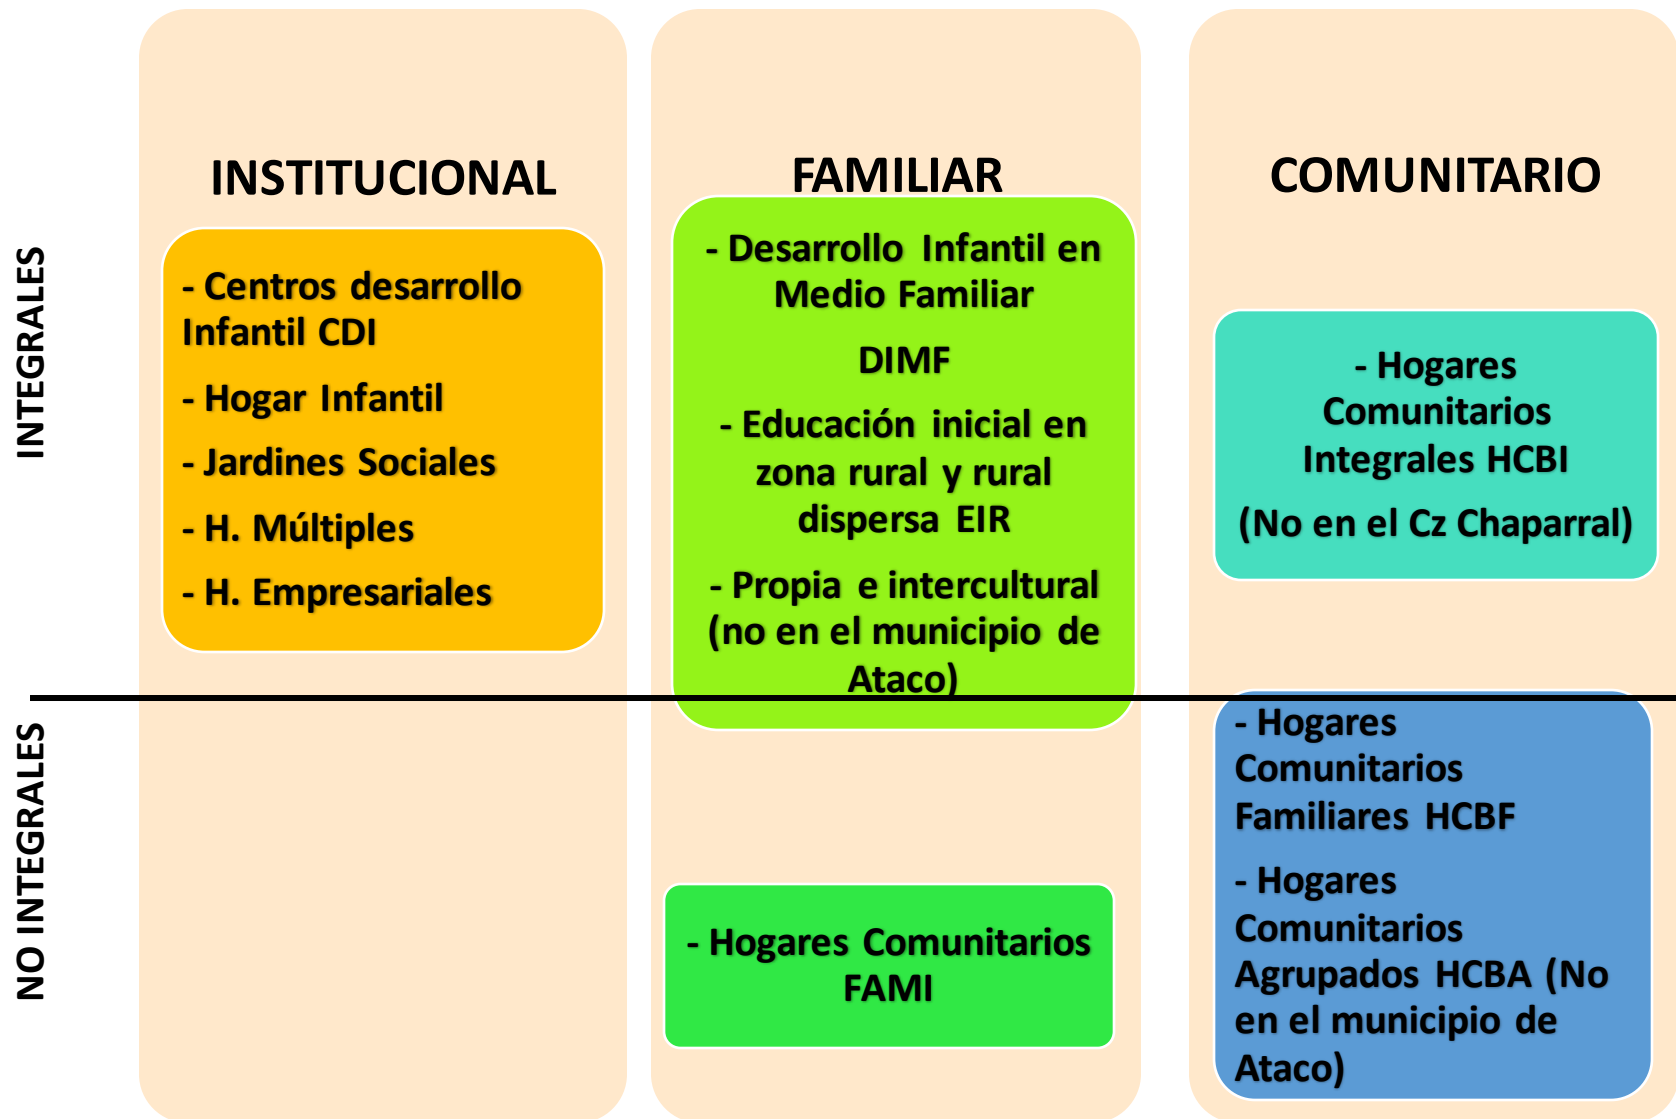 INTEGRALES
INSTITUCIONAL
- Centros desarrollo
Infantil CDI
- Hogar Infantil
- Jardines Sociales
- H. Múltiples
- H. Empresariales
FAMILIAR
- Desarrollo Infantil en
Medio Familiar
DIMF
- Educación inicial en
zona rural y rural
dispersa EIR
- Propia e intercultural
(no en el municipio de
Ataco)
COMUNITARIO
- Hogares
Comunitarios
Integrales HCBI
(No en el Cz Chaparral)
NO INTEGRALES
- Hogares Comunitarios
FAMI
- Hogares
Comunitarios
Familiares HCBF
- Hogares
Comunitarios
Agrupados HCBA (No
en el municipio de
Ataco)